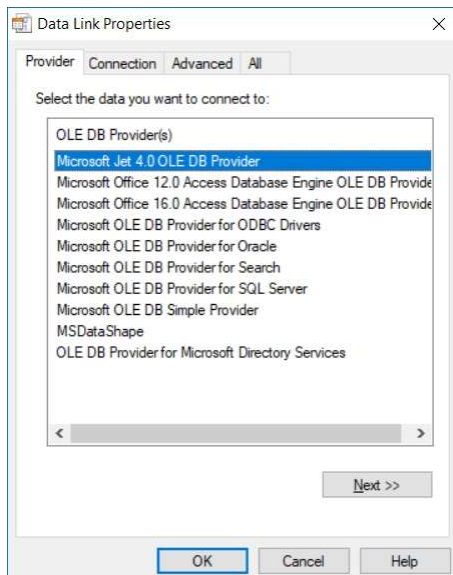 Data Link Properties
Provider Connection Advanced All
Select the data you want to connect to:
OLE DB Provider(s)
Microsoft Jet 4.0 OLE DB Provider
Microsoft Office 12.0 Access Database Engine OLE DB Provide
Microsoft Office 16.0 Access Database Engine OLE DB Provide
Microsoft OLE DB Provider for ODBC Drivers
Microsoft OLE DB Provider for Oracle
Microsoft OLE DB Provider for Search
Microsoft OLE DB Provider for SQL Server
Microsoft OLE DB Simple Provider
MSDataShape
OLE DB Provider for Microsoft Directory Services
Next >>
OK Cancel Help